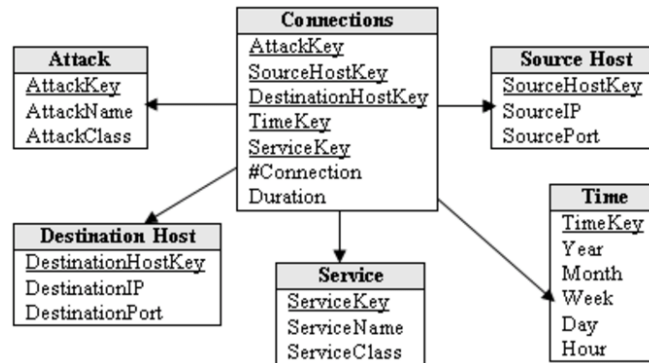 Connections
AttackKey
SourceHostKey
DestinationHostKey
TimeKey
ServiceKey
#Connection
Duration
Attack
AttackKey
AttackName
AttackClass
Source Host
SourceHostKey
SourceIP
SourcePort
Destination Host
DestinationHostKey
DestinationIP
DestinationPort
Service
ServiceKey
ServiceName
ServiceClass
Time
TimeKey
Year
Month
Week
Day
Hour